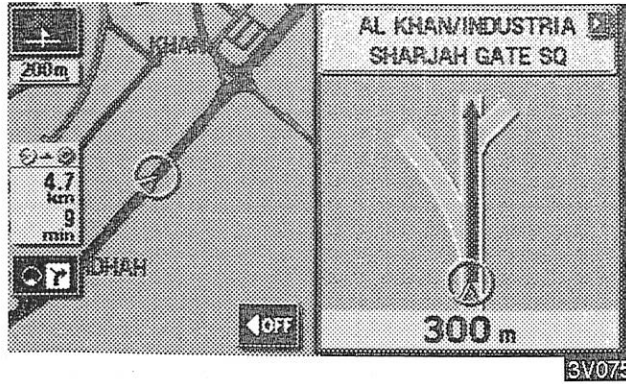 200m
KHAN
4.7
km
9
min
DHAH
OFF
AL KHAN/INDUSTRIA
SHARJAH GATE SQ
300 m
3V075